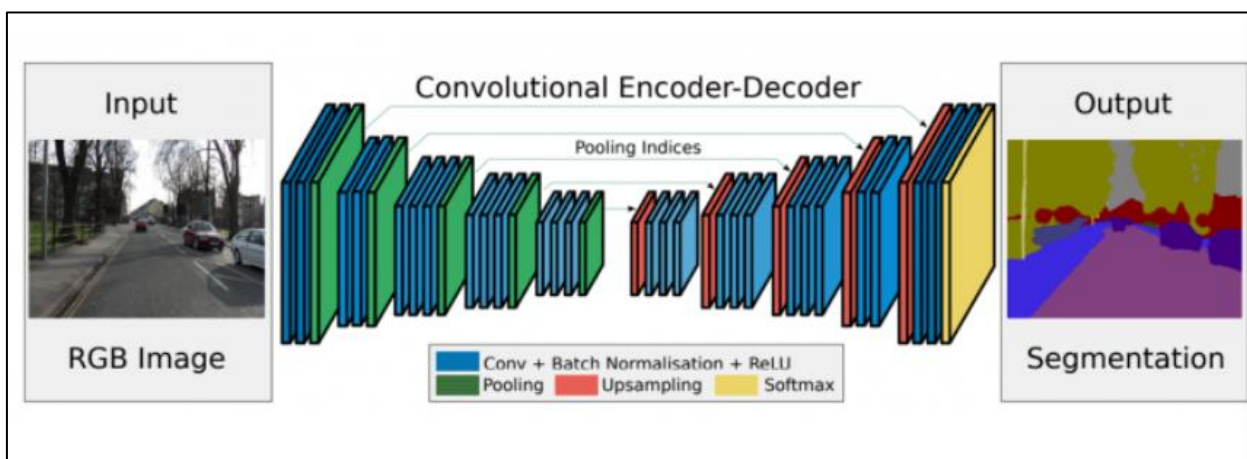 Input
RGB Image
Convolutional Encoder-Decoder
Pooling Indices
Conv + Batch Normalisation + ReLU
Pooling Upsampling Softmax
Output
Segmentation